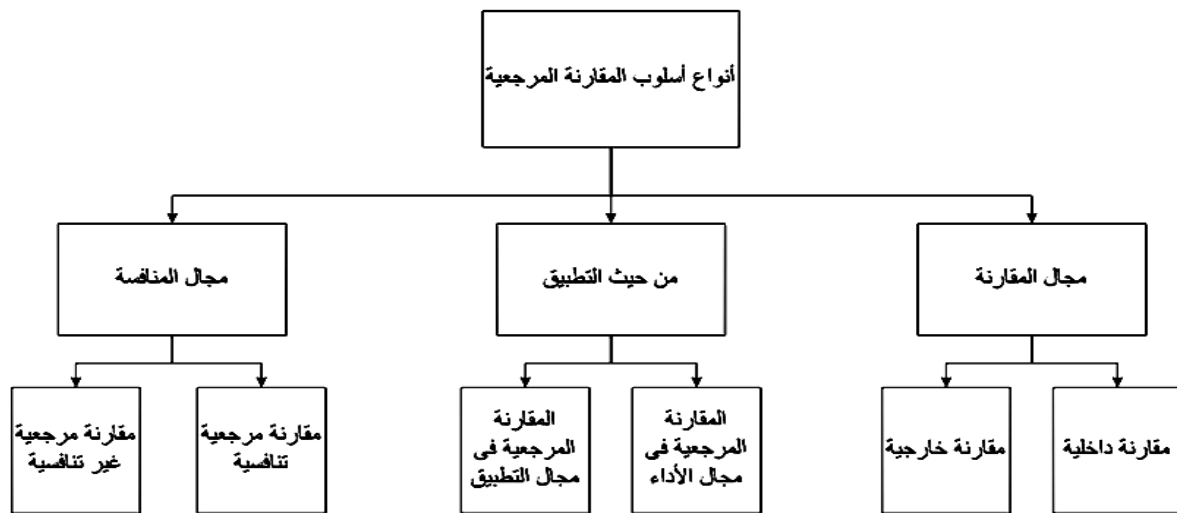 أنواع أسلوب المقارنة المرجعية
مجال المقارنة
من حيث التطبيق
مجال المنافسة
مقارنة داخلية
مقارنة خارجية
المقارنة
المرجعية فى
مجال الأداء
المقارنة
المرجعية فى
مجال التطبيق
مقارنة مرجعية
تنافسية
مقارنة مرجعية
غير تنافسية